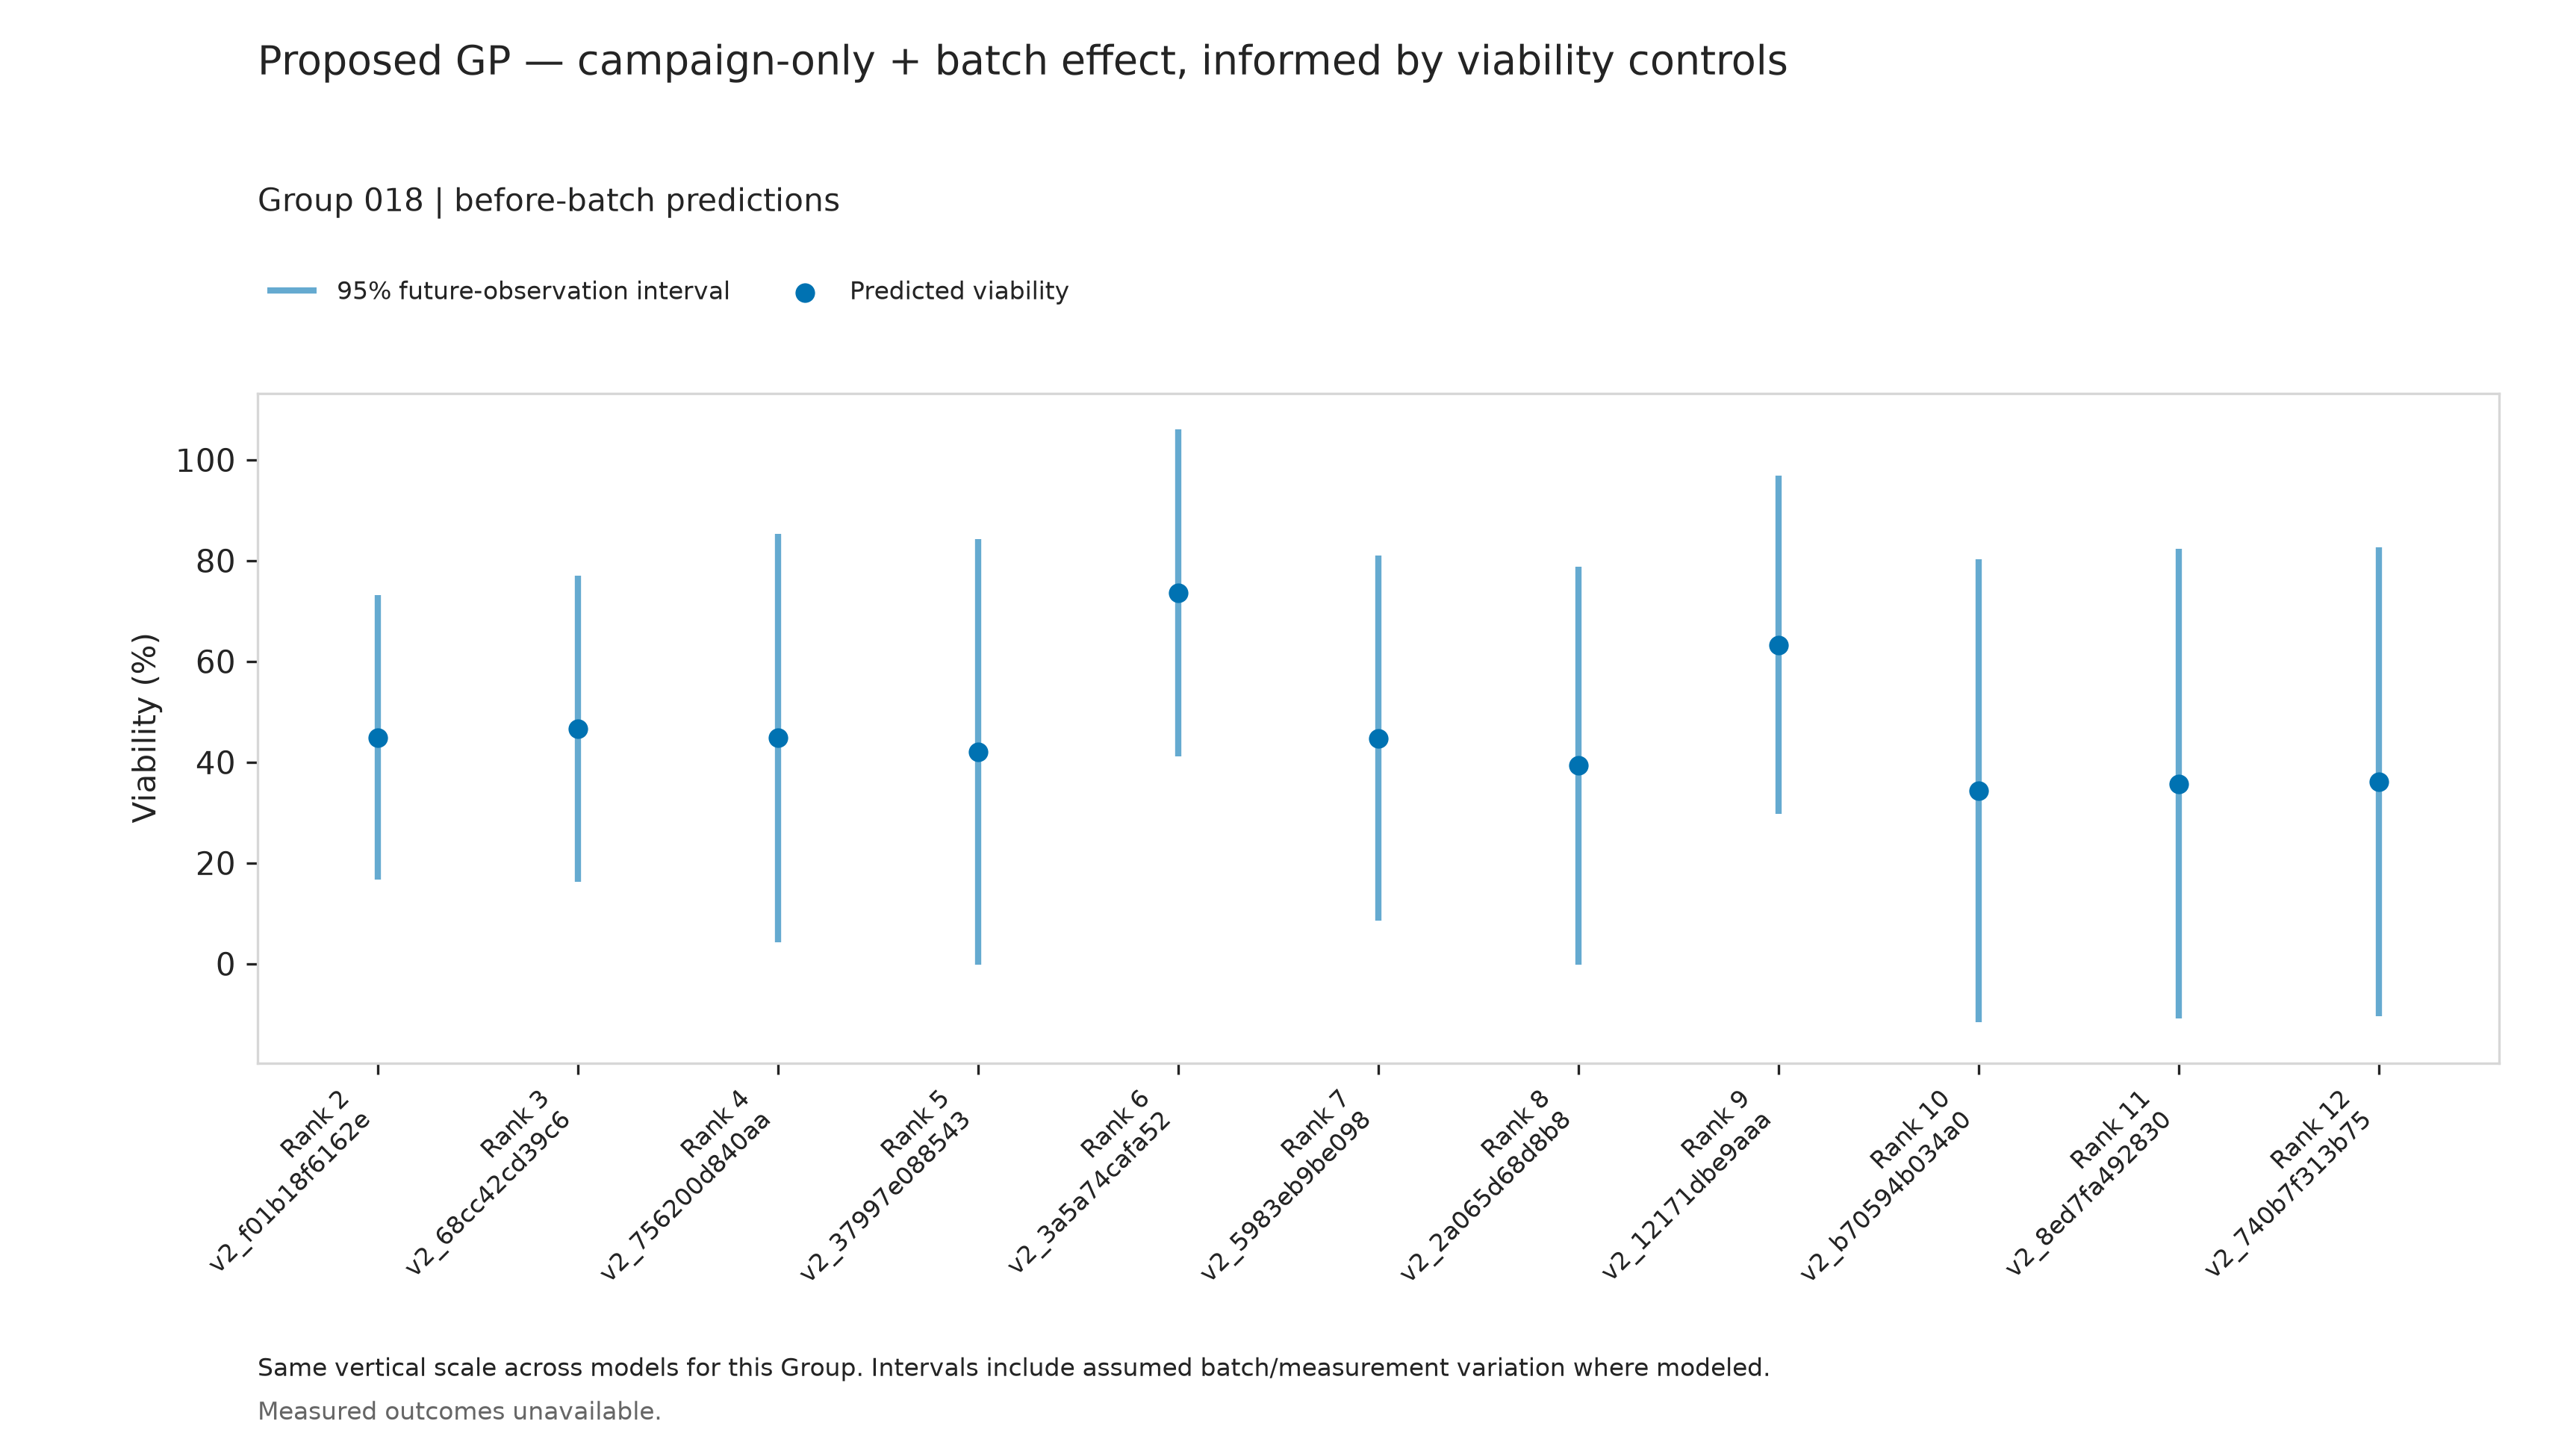 Proposed GP — campaign-only + batch effect, informed by viability controls
Group 018 | before-batch predictions
95% future-observation interval
Predicted viability
Viability (%)
100
80
60
40
20
0
Rank 2
v2_f01b18f6162e
Rank 3
v2_68cc42cd39c6
Rank 4
v2_756200d840aa
Rank 5
v2_37997e088543
Rank 6
v2_3a5a74cafa52
Rank 7
v2_5983eb9be098
Rank 8
v2_2a065d68d8b8
Rank 9
v2_12171dbe9aaa
Rank 10
v2_b70594b034a0
Rank 11
v2_8ed7fa492830
Rank 12
v2_740b7f313b75
Same vertical scale across models for this Group. Intervals include assumed batch/measurement variation where modeled.
Measured outcomes unavailable.